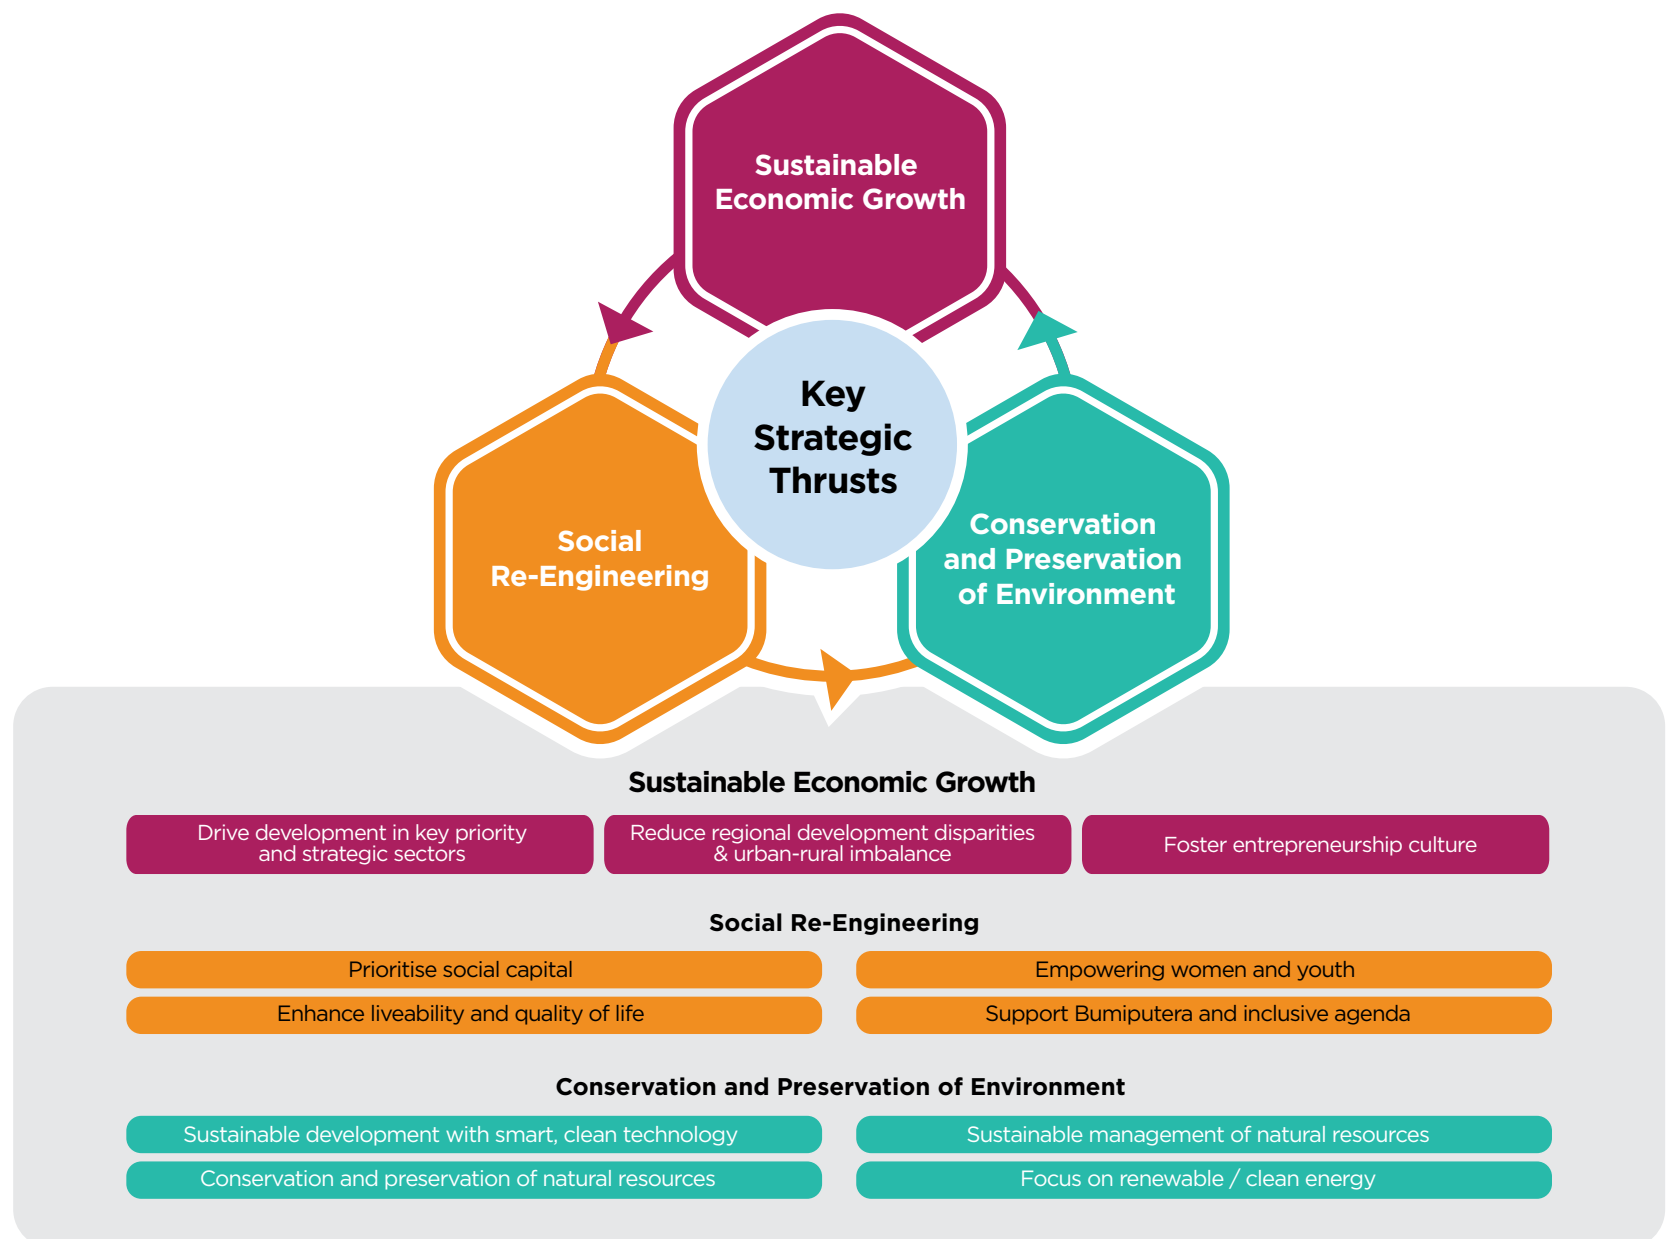 Sustainable
Economic Growth
Key
Strategic
Thrusts
Social
Re-Engineering
Conservation
and Preservation
of Environment
Sustainable Economic Growth
Drive development in key priority
and strategic sectors
Reduce regional development disparities
& urban-rural imbalance
Foster entrepreneurship culture
Social Re-Engineering
Prioritise social capital
Empowering women and youth
Enhance liveability and quality of life
Support Bumiputera and inclusive agenda
Conservation and Preservation of Environment
Sustainable development with smart, clean technology
Sustainable management of natural resources
Conservation and preservation of natural resources
Focus on renewable / clean energy